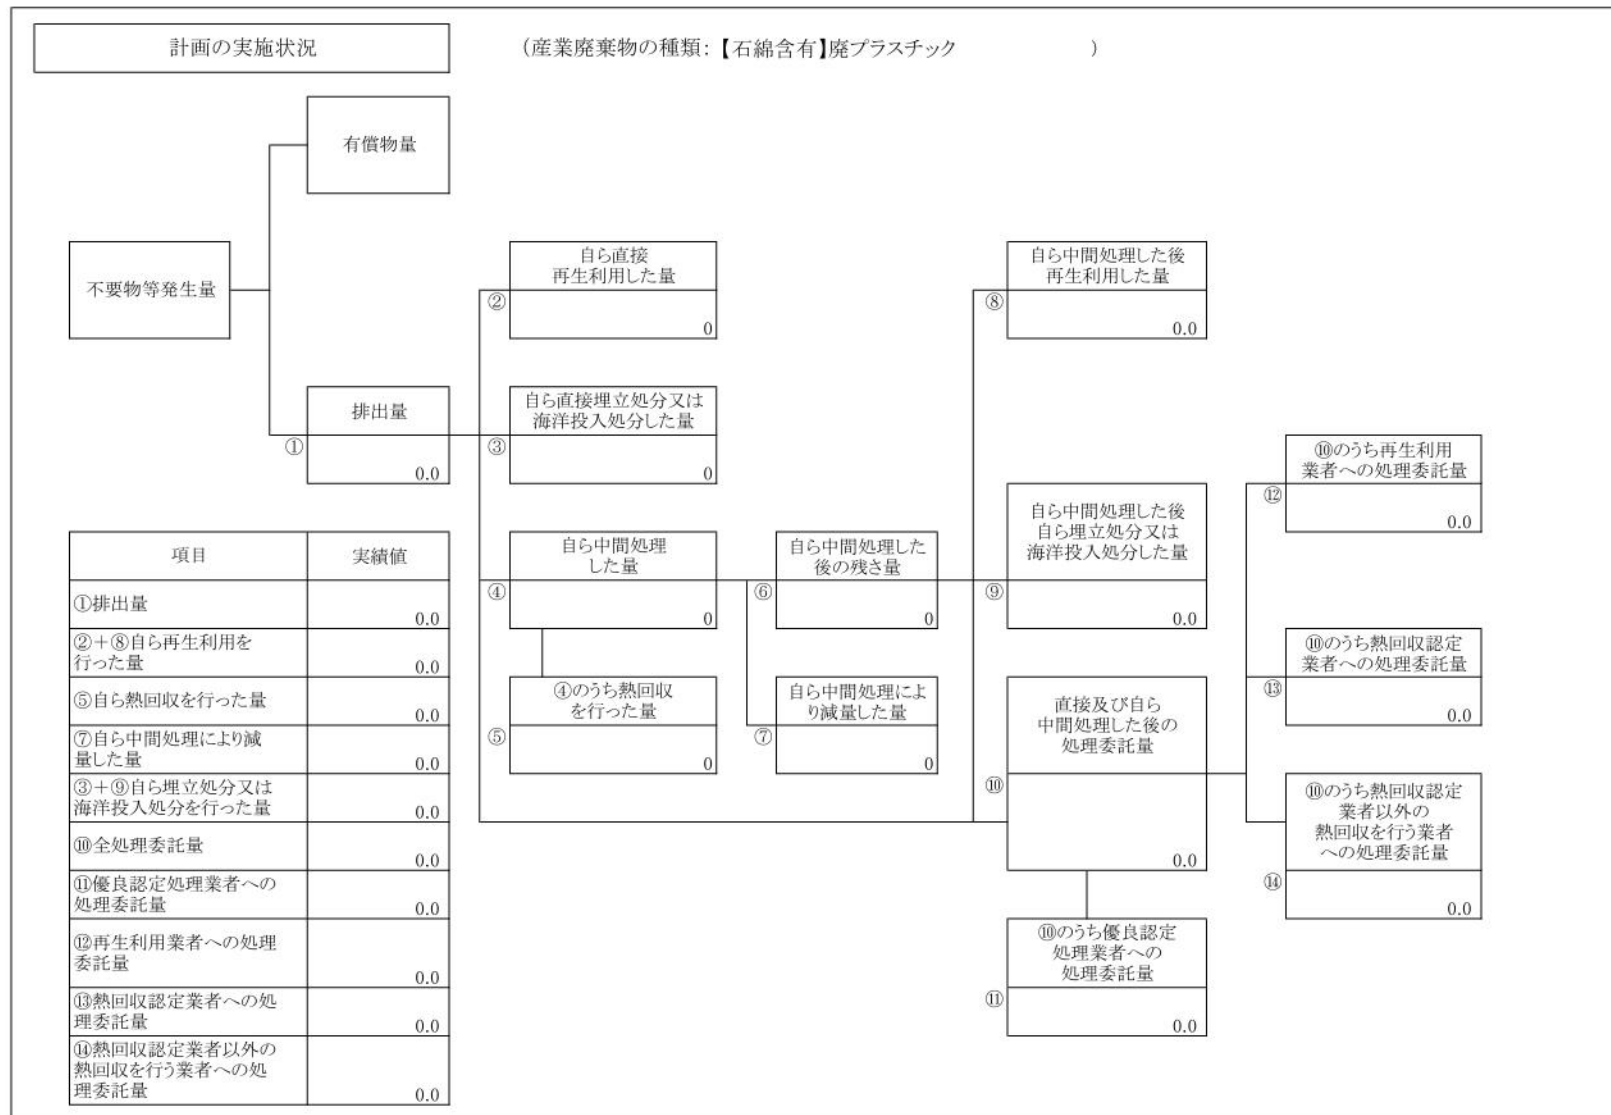 計画の実施状況
（産業廃棄物の種類：【石綿含有】廃プラスチック　　　　　）
有償物量
不要物等発生量
排出量
①
0.0
自ら直接
再生利用した量
②
0
自ら直接埋立処分又は
海洋投入処分した量
③
0
自ら中間処理
した量
④
0
④のうち熱回収
を行った量
⑤
0
自ら中間処理した
後の残さ量
⑥
0
自ら中間処理によ
り減量した量
⑦
0
自ら中間処理した後
再生利用した量
⑧
0.0
自ら中間処理した後
自ら埋立処分又は
海洋投入処分した量
⑨
0.0
直接及び自ら
中間処理した後の
処理委託量
⑩
0.0
⑩のうち優良認定
処理業者への
処理委託量
⑪
0.0
⑩のうち再生利用
業者への処理委託量
⑫
0.0
⑩のうち熱回収認定
業者への処理委託量
⑬
0.0
⑩のうち熱回収認定
業者以外の
熱回収を行う業者
への処理委託量
⑭
0.0
項目 実績値
①排出量
0.0
②＋⑧自ら再生利用を
行った量 0.0
⑤自ら熱回収を行った量
0.0
⑦自ら中間処理により減
量した量 0.0
③＋⑨自ら埋立処分又は
海洋投入処分を行った量 0.0
⑩全処理委託量
0.0
⑪優良認定処理業者への
処理委託量 0.0
⑫再生利用業者への処理
委託量 0.0
⑬熱回収認定業者への処
理委託量 0.0
⑭熱回収認定業者以外の
熱回収を行う業者への処
理委託量 0.0